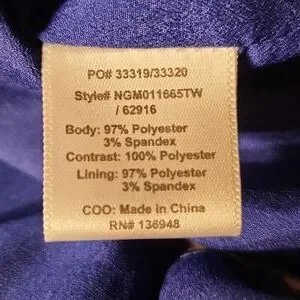 PO# 33319/33320
Style# NGM011665TW
/ 62916
Body: 97% Polyester
3% Spandex
Contrast: 100% Polyester
Lining: 97% Polyester
3% Spandex
COO: Made in China
RN# 136948